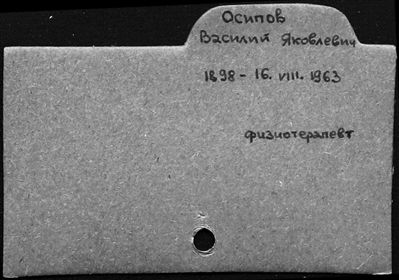 Осипов
Василий Яковлевич
1898 - 16. VIII. 1963
физиотерапевт